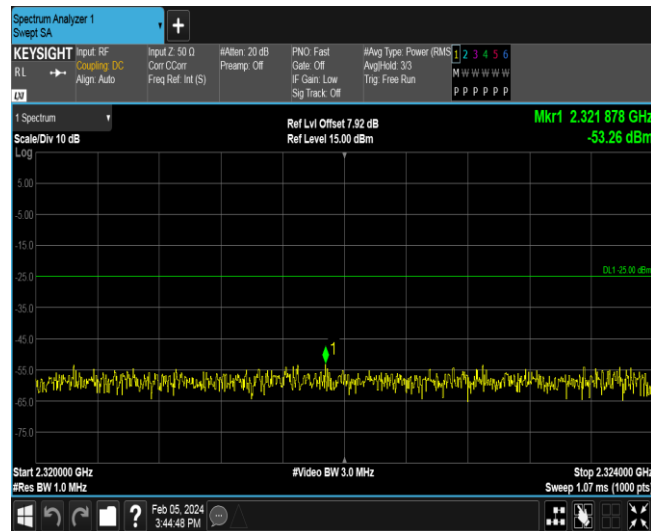 Spectrum Analyzer 1
Swept SA
+
KEYSIGHT
RL
LXI
Input: RF
Coupling: DC
Align: Auto
Input Z: 50 Ω
Corr CCorr
Freq Ref: Int (S)
#Atten: 20 dB
Preamp: Off
PNO: Fast
Gate: Off
IF Gain: Low
Sig Track: Off
#Avg Type: Power (RMS
Avg|Hold: 3/3
Trig: Free Run
1 2 3 4 5 6
M W W W W W
P P P P P P
1 Spectrum
Scale/Div 10 dB
Log
Ref Lvl Offset 7.92 dB
Ref Level 15.00 dBm
Mkr1 2.321 878 GHz
-53.26 dBm
5.00
-5.00
-15.0
-25.0
DL1 -25.00 dBm
-35.0
-45.0
1
-55.0
-65.0
-75.0
Start 2.320000 GHz
#Res BW 1.0 MHz
#Video BW 3.0 MHz
Stop 2.324000 GHz
Sweep 1.07 ms (1000 pts)
?
Feb 05, 2024
3:44:48 PM